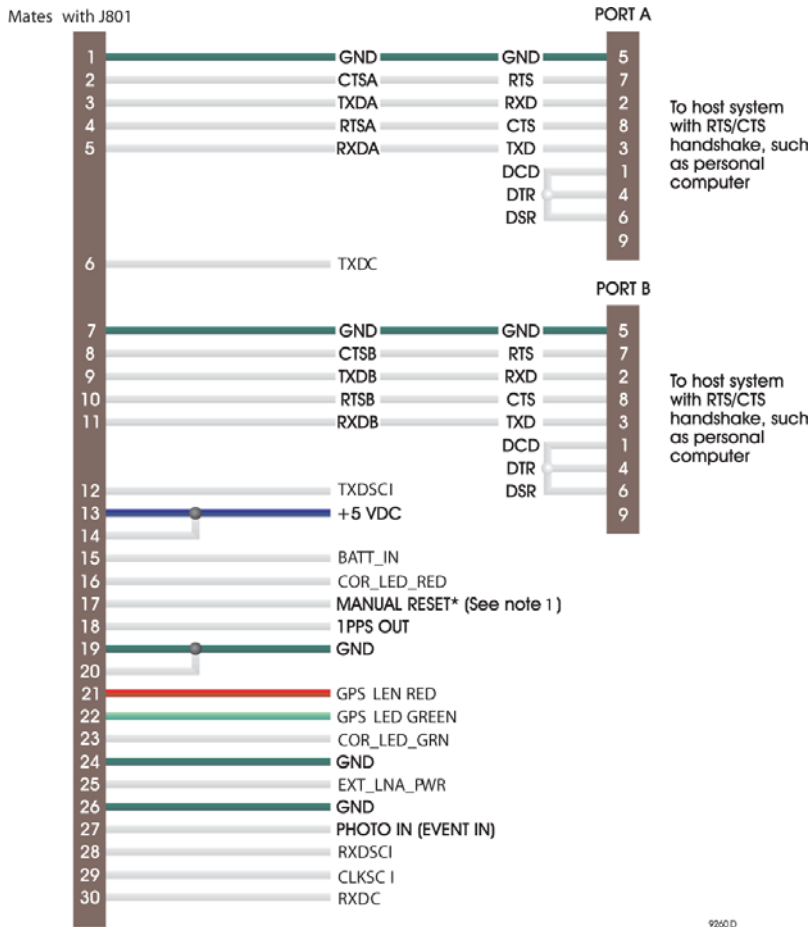 Mates with J801 PORT A
1 GND GND 5
2 CTSA RTS 7
3 TXDA RXD 2
4 RTSA CTS 8
5 RXDA TXD 3
DCD 1
DTR 4
DSR 6
9
To host system
with RTS/CTS
handshake, such
as personal
computer
6 TXDC
PORT B
7 GND GND 5
8 CTSB RTS 7
9 TXDB RXD 2
10 RTSB CTS 8
11 RXDB TXD 3
DCD 1
DTR 4
DSR 6
9
To host system
with RTS/CTS
handshake, such
as personal
computer
12 TXDSCI
13 +5 VDC
14
15 BATT_IN
16 COR_LED_RED
17 MANUAL RESET* (See note 1)
18 1PPS OUT
19 GND
20
21 GPS LEN RED
22 GPS LED GREEN
23 COR_LED_GRN
24 GND
25 EXT_LNA_PWR
26 GND
27 PHOTO IN (EVENT IN)
28 RXDSCI
29 CLKSC I
30 RXDC
9260D